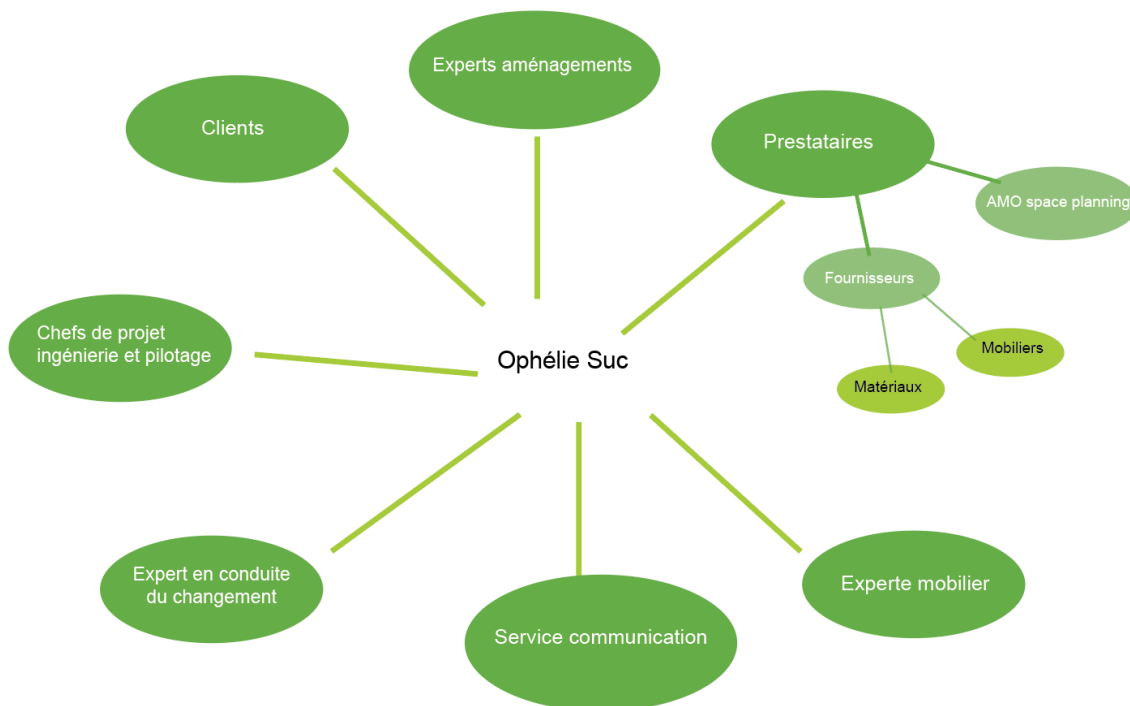 Experts aménagements
Clients
Prestataires
AMO space planning
Fournisseurs
Mobiliers
Matériaux
Chefs de projet
ingénierie et pilotage
Ophélie Suc
Expert en conduite
du changement
Service communication
Experte mobilier